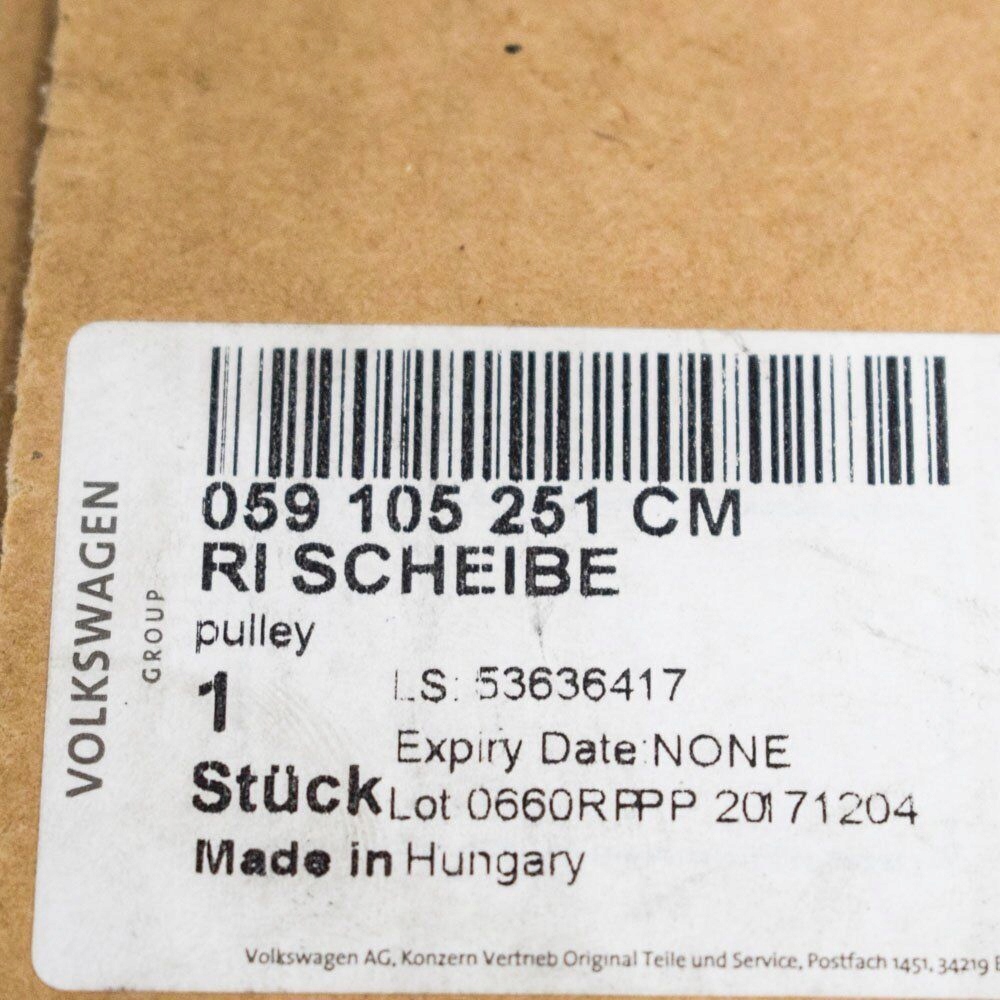 VOLKSWAGEN
GROUP
059 105 251 CM
RI SCHEIBE
pulley
1
LS: 53636417
Expiry Date:NONE
Stück
Lot 0660RPPP 20171204
Made in Hungary
Volkswagen AG, Konzern Vertrieb Original Teile und Service, Postfach 1451, 34219